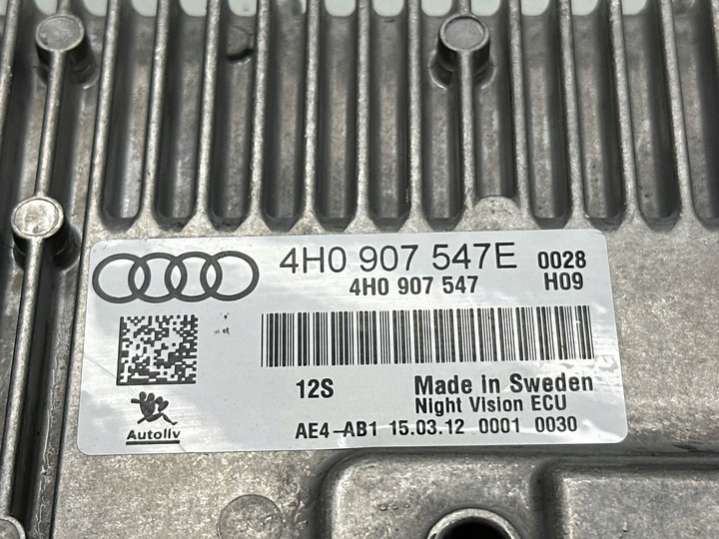 4H0 907 547E 0028
4H0 907 547 H09
12S Made in Sweden
Night Vision ECU
Autoliv AE4-AB1 15.03.12 0001 0030